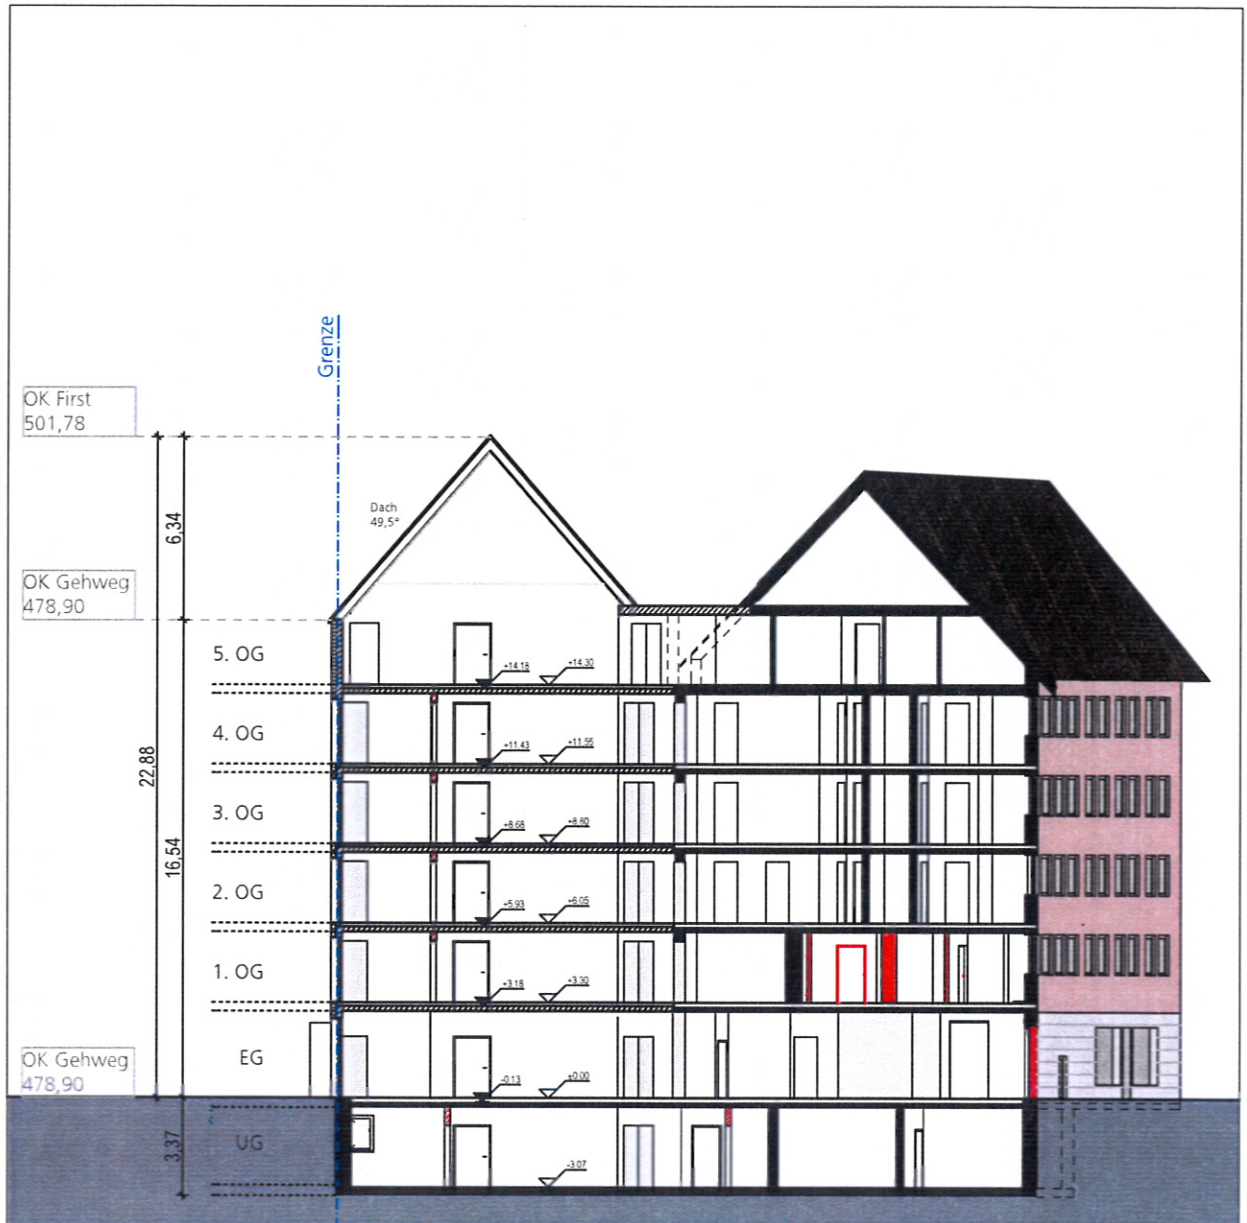 Grenze
OK First
501,78
Dach
49,5°
6,34
OK Gehweg
478,90
5. OG
+14.18
+14.30
4. OG
+11.43
+11.55
22,88
3. OG
+8.68
+8.80
16,54
2. OG
+5.93
+6.05
1. OG
+3.18
+3.30
OK Gehweg
478,90
EG
-0.13
±0.00
3,37
UG
-3.07